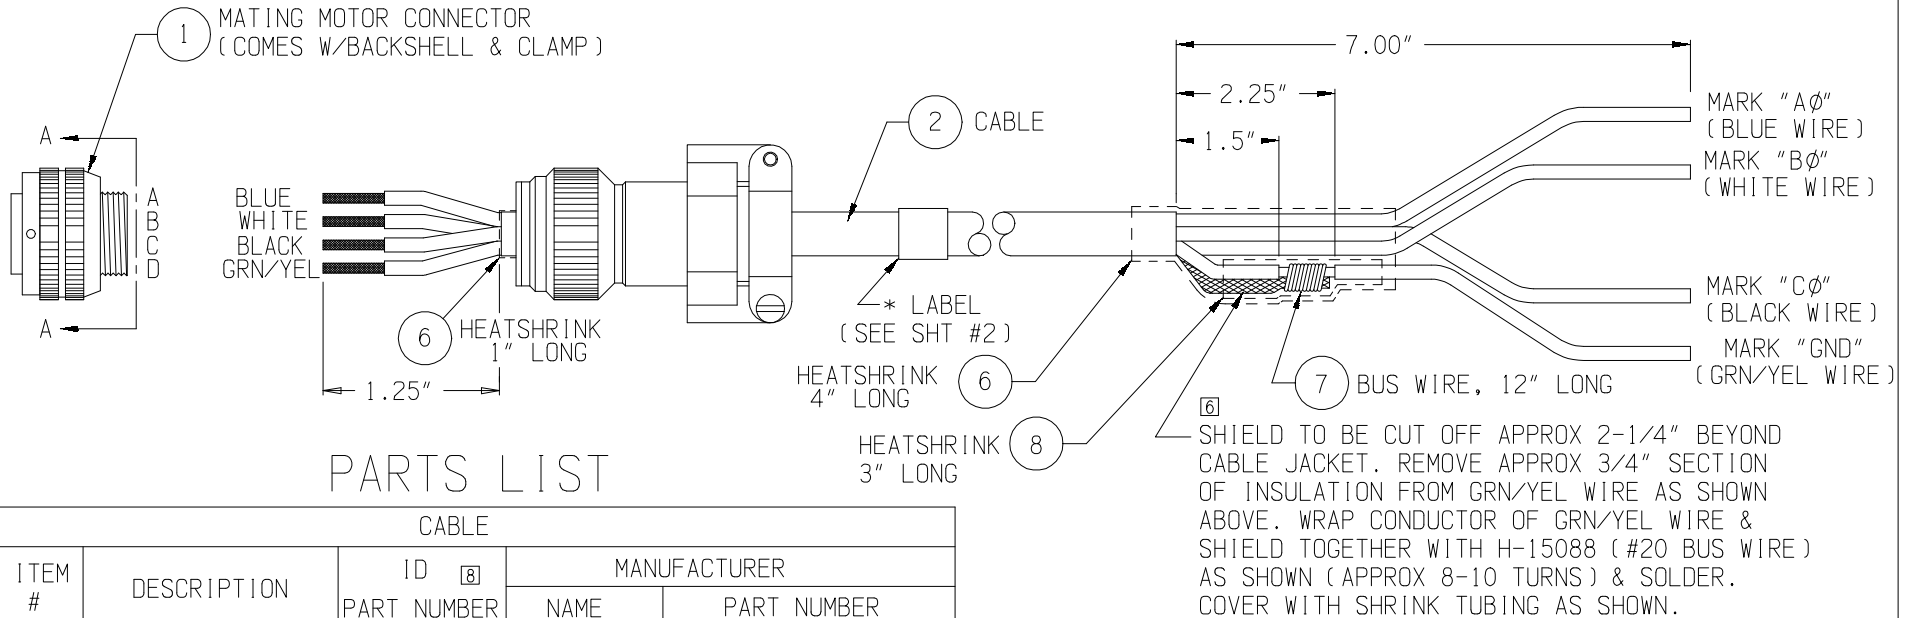 1 MATING MOTOR CONNECTOR
(COMES W/BACKSHELL & CLAMP)
A
A
A
B
C
D
BLUE
WHITE
BLACK
GRN/YEL
6 HEATSHRINK
1" LONG
1.25"
2 CABLE
* LABEL
(SEE SHT #2)
7.00"
2.25"
1.5"
MARK "AØ"
(BLUE WIRE)
MARK "BØ"
(WHITE WIRE)
MARK "CØ"
(BLACK WIRE)
MARK "GND"
(GRN/YEL WIRE)
HEATSHRINK 6
4" LONG
7 BUS WIRE, 12" LONG
HEATSHRINK 8
3" LONG
6
SHIELD TO BE CUT OFF APPROX 2-1/4" BEYOND
CABLE JACKET. REMOVE APPROX 3/4" SECTION
OF INSULATION FROM GRN/YEL WIRE AS SHOWN
ABOVE. WRAP CONDUCTOR OF GRN/YEL WIRE &
SHIELD TOGETHER WITH H-15088 (#20 BUS WIRE)
AS SHOWN (APPROX 8-10 TURNS) & SOLDER.
COVER WITH SHRINK TUBING AS SHOWN.
PARTS LIST
CABLE
ITEM
#
DESCRIPTION
ID 8
PART NUMBER
MANUFACTURER
NAME
PART NUMBER